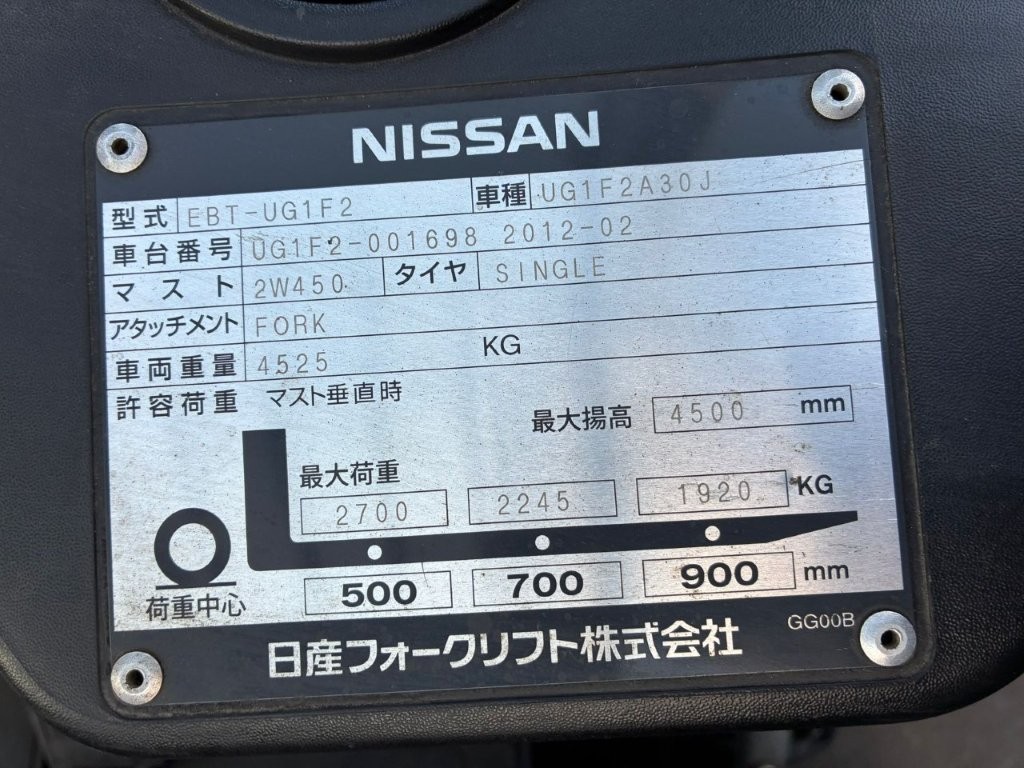 NISSAN
型式 EBT-UG1F2 車種 UG1F2A30J
車台番号 UG1F2-001698 2012-02
マスト 2W450 タイヤ SINGLE
アタッチメント FORK
車両重量 4525 KG
許容荷重 マスト垂直時
最大揚高 4500 mm
最大荷重
2700 2245 1920 KG
500 700 900 mm
荷重中心
GG00B
日産フォークリフト株式会社